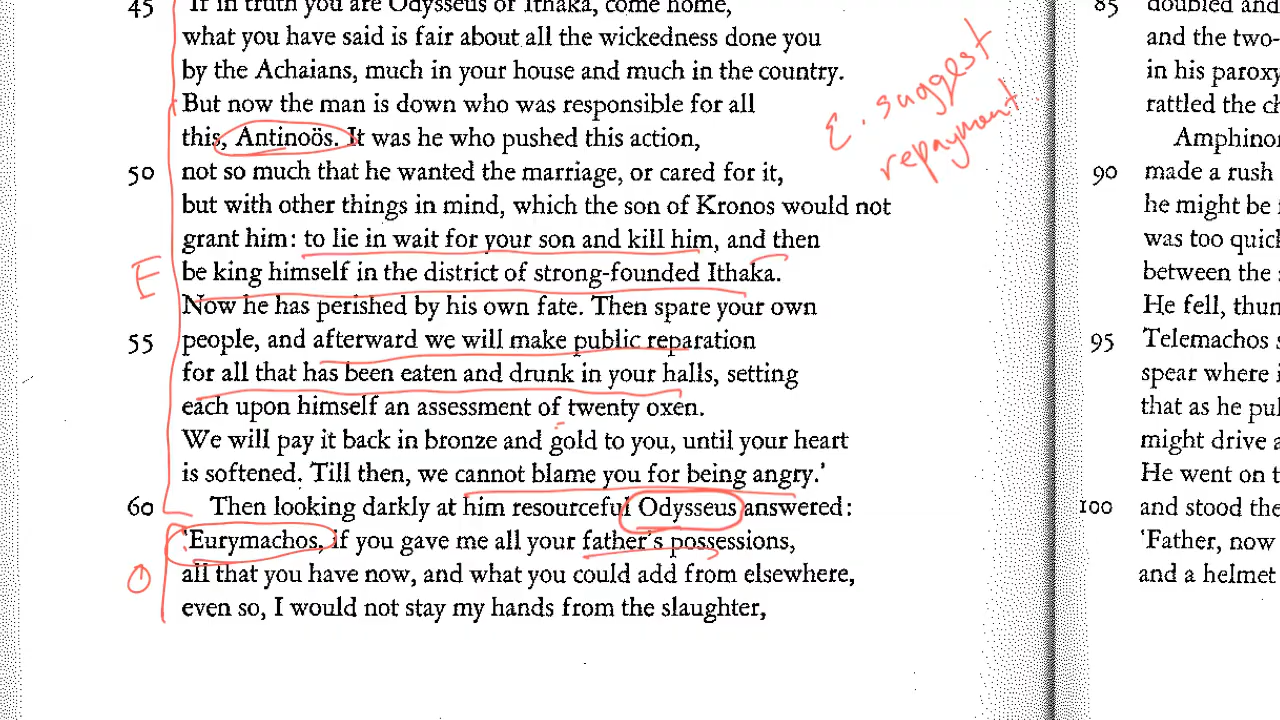 45 'If in truth you are Odysseus of Ithaka, come home,
what you have said is fair about all the wickedness done you
by the Achaians, much in your house and much in the country.
But now the man is down who was responsible for all
this, Antinoös. It was he who pushed this action,
50 not so much that he wanted the marriage, or cared for it,
but with other things in mind, which the son of Kronos would not
grant him: to lie in wait for your son and kill him, and then
be king himself in the district of strong-founded Ithaka.
Now he has perished by his own fate. Then spare your own
55 people, and afterward we will make public reparation
for all that has been eaten and drunk in your halls, setting
each upon himself an assessment of twenty oxen.
We will pay it back in bronze and gold to you, until your heart
is softened. Till then, we cannot blame you for being angry.'
60 Then looking darkly at him resourceful Odysseus answered:
'Eurymachos, if you gave me all your father's possessions,
all that you have now, and what you could add from elsewhere,
even so, I would not stay my hands from the slaughter,
E
O
E. suggest
repayment
85 doubled and
and the two-
in his paroxy
rattled the c
Amphino
90 made a rush
he might be
was too quic
between the
He fell, thun
95 Telemachos s
spear where i
that as he pul
might drive a
He went on t
100 and stood the
'Father, now
and a helmet